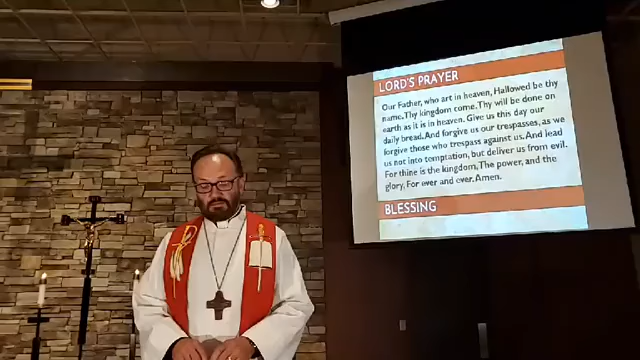 LORD'S PRAYER
Our Father, who art in heaven, Hallowed be thy
name. Thy kingdom come. Thy will be done on
earth as it is in heaven. Give us this day our
daily bread. And forgive us our trespasses, as we
forgive those who trespass against us. And lead
us not into temptation, but deliver us from evil.
For thine is the kingdom, The power, and the
glory, For ever and ever. Amen.
BLESSING